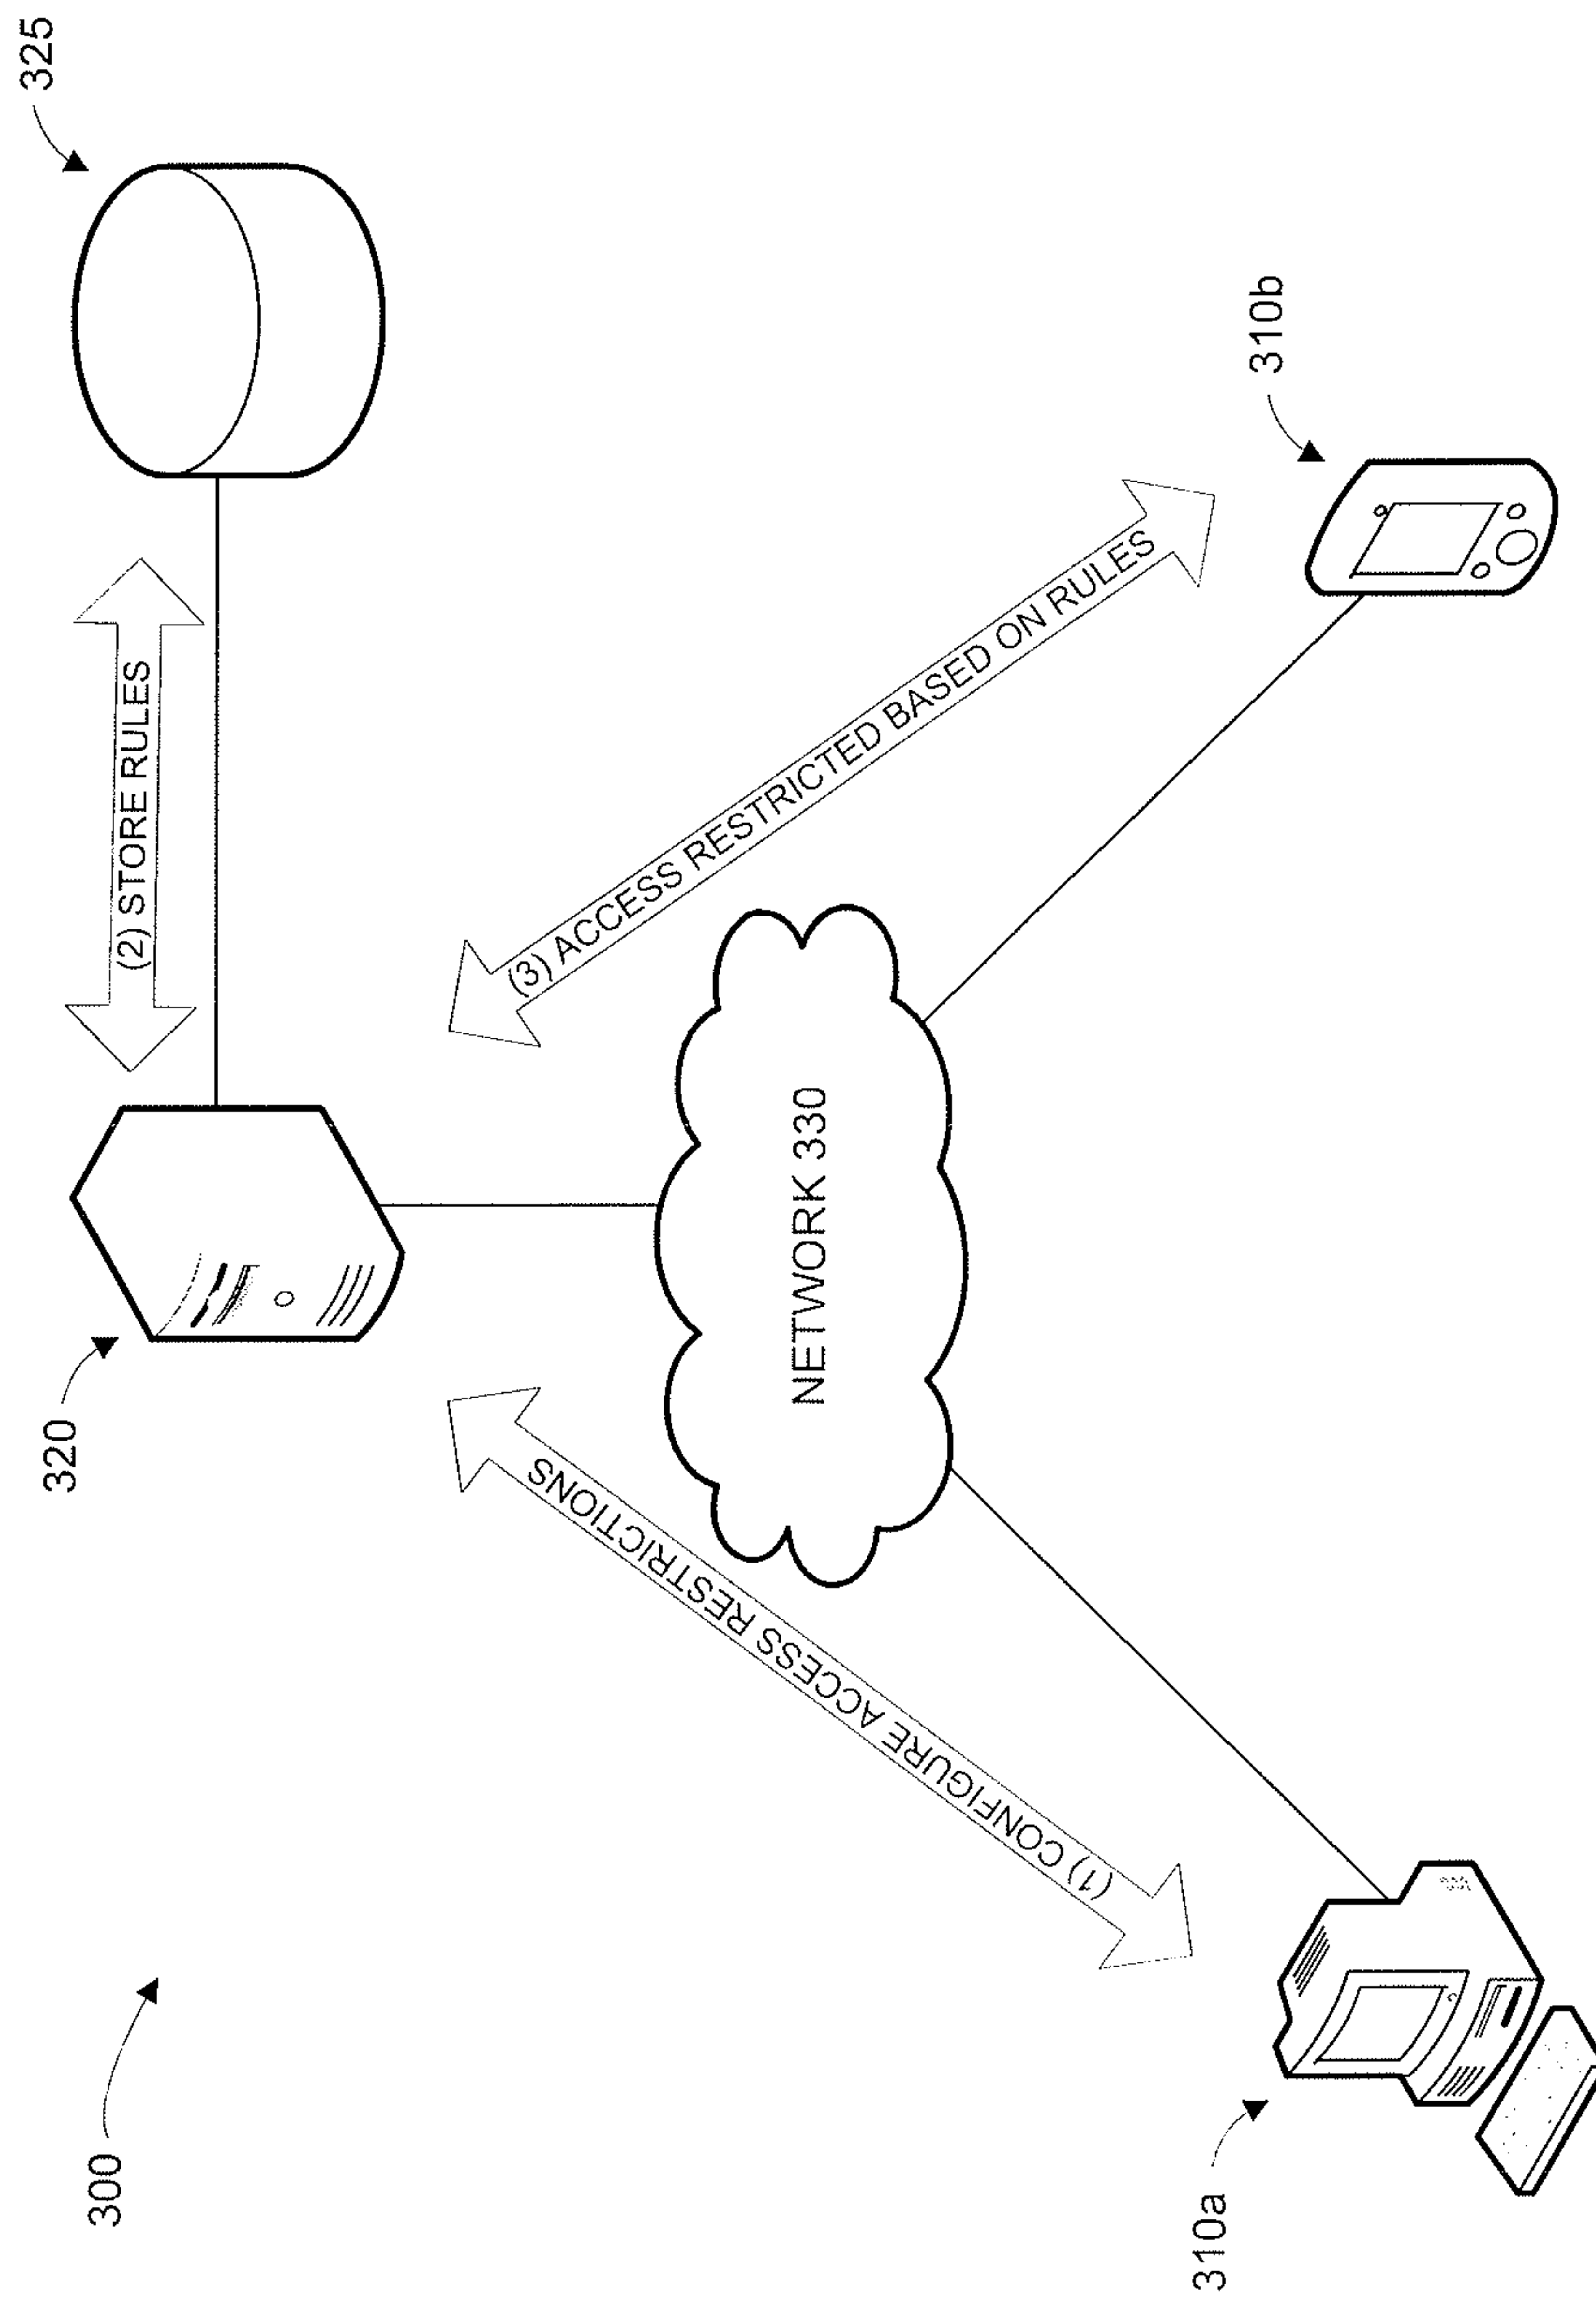 300
320
325
(2) STORE RULES
(1) CONFIGURE ACCESS RESTRICTIONS
(3) ACCESS RESTRICTED BASED ON RULES
NETWORK 330
310a
310b